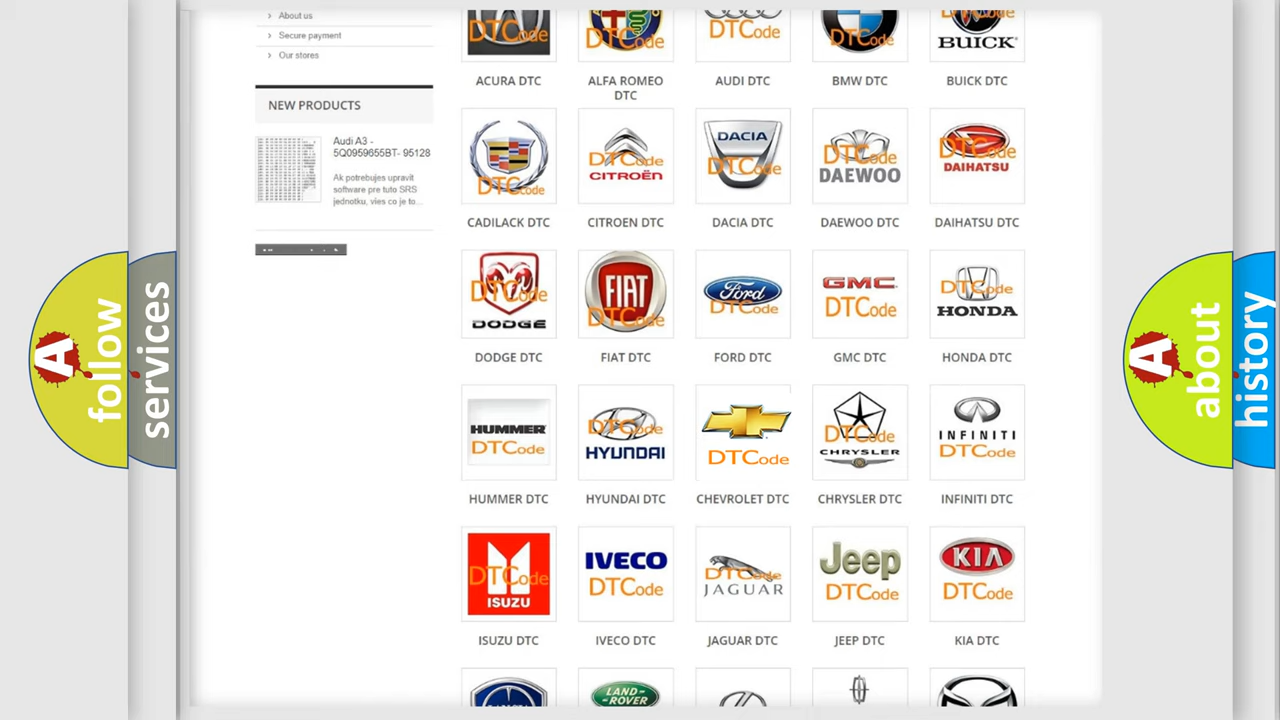 About us
Secure payment
Our stores
NEW PRODUCTS
Audi A3 -
5Q0959655BT- 95128
Ak potrebujes upravit
software pre tuto SRS
jednotku, vies co je to...
DTCode DTCode DTCode DTCode BUICK
ACURA DTC ALFA ROMEO DTC AUDI DTC BMW DTC BUICK DTC
DTCode DTCode CITROËN DACIA DTCode DTCode DAEWOO DTCode DAIHATSU
CADILACK DTC CITROEN DTC DACIA DTC DAEWOO DTC DAIHATSU DTC
DTCode DODGE FIAT DTCode Ford DTCode GMC DTCode DTCode HONDA
DODGE DTC FIAT DTC FORD DTC GMC DTC HONDA DTC
HUMMER DTCode DTCode HYUNDAI DTCode DTCode CHRYSLER INFINITI DTCode
HUMMER DTC HYUNDAI DTC CHEVROLET DTC CHRYSLER DTC INFINITI DTC
DTCode ISUZU IVECO DTCode DTCode JAGUAR Jeep DTCode KIA DTCode
ISUZU DTC IVECO DTC JAGUAR DTC JEEP DTC KIA DTC
LAND-
ROVER
A follow
services
A about
history